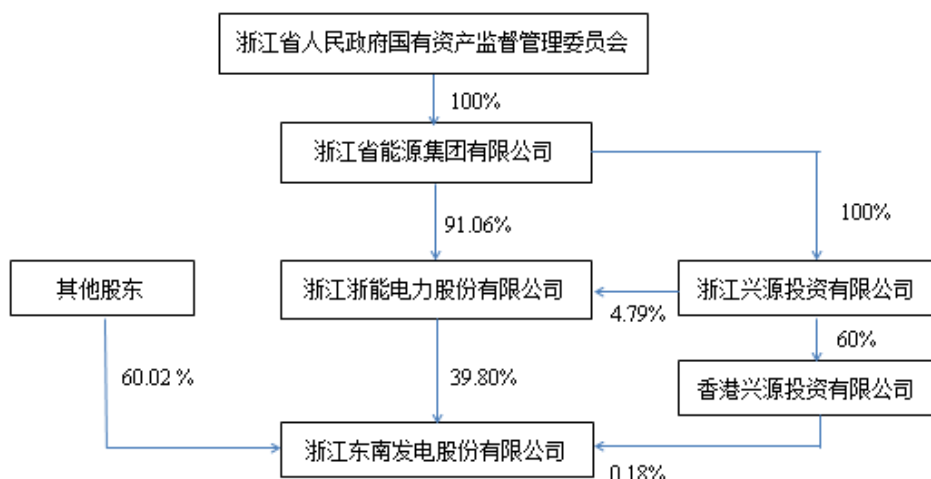 浙江省人民政府国有资产监督管理委员会
100%
浙江省能源集团有限公司
91.06%
100%
其他股东
浙江浙能电力股份有限公司
浙江兴源投资有限公司
4.79%
60%
60.02 %
39.80%
香港兴源投资有限公司
浙江东南发电股份有限公司
0.18%